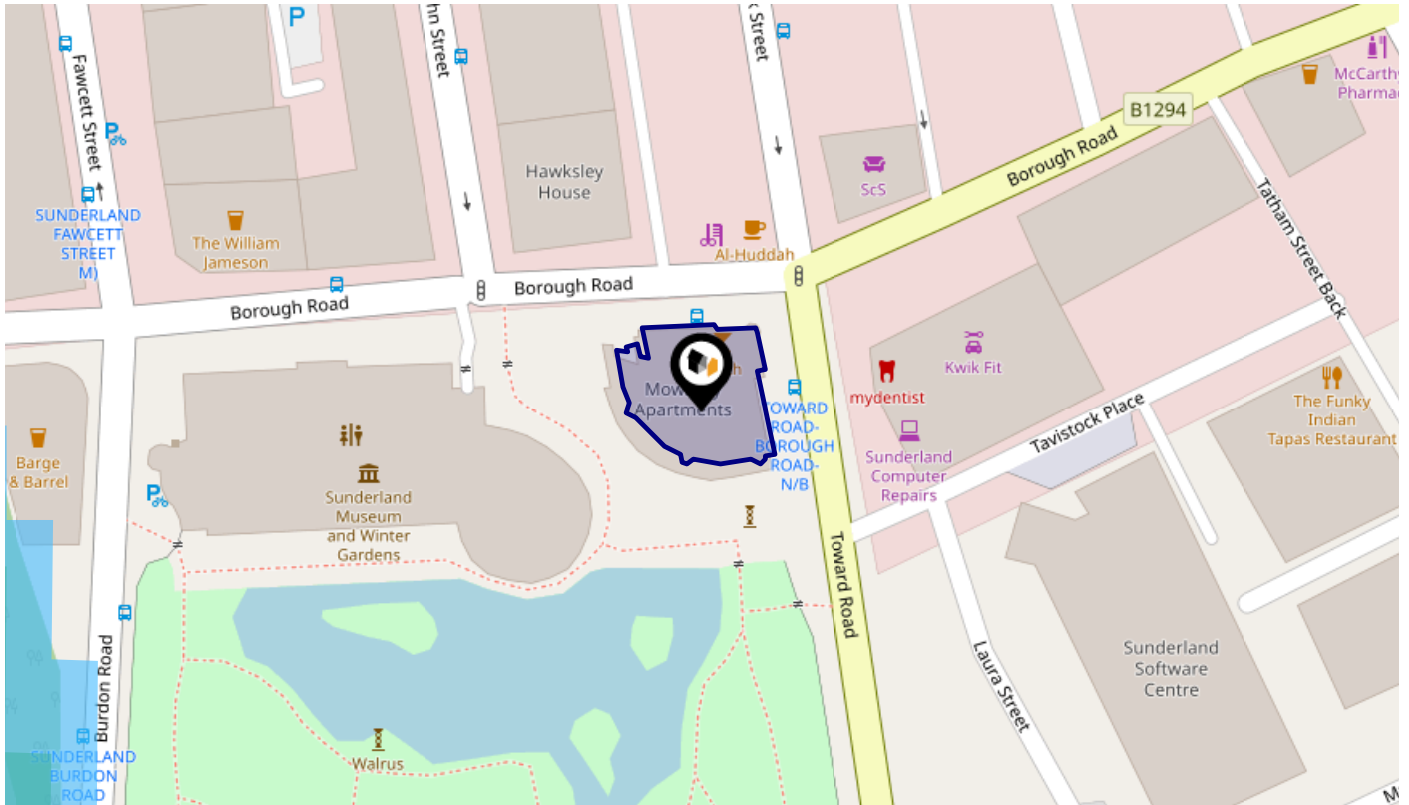 P
hn Street
Street
McCarth
Pharma
Fawcett Street
P
B1294
Borough Road
ScS
Hawksley
House
Tatham Street Back
SUNDERLAND
FAWCETT
STREET
M)
The William
Jameson
Al-Huddah
Borough Road
Borough Road
Kwik Fit
mydentist
Apartments
TOWARD
ROAD-
BOROUGH
ROAD-
N/B
Tavistock Place
The Funky
Indian
Tapas Restaurant
Barge
& Barrel
P
Sunderland
Computer
Repairs
Sunderland
Museum
and Winter
Gardens
Toward Road
Burdon Road
Laura Street
Sunderland
Software
Centre
SUNDERLAND
BURDON
ROAD
Walrus